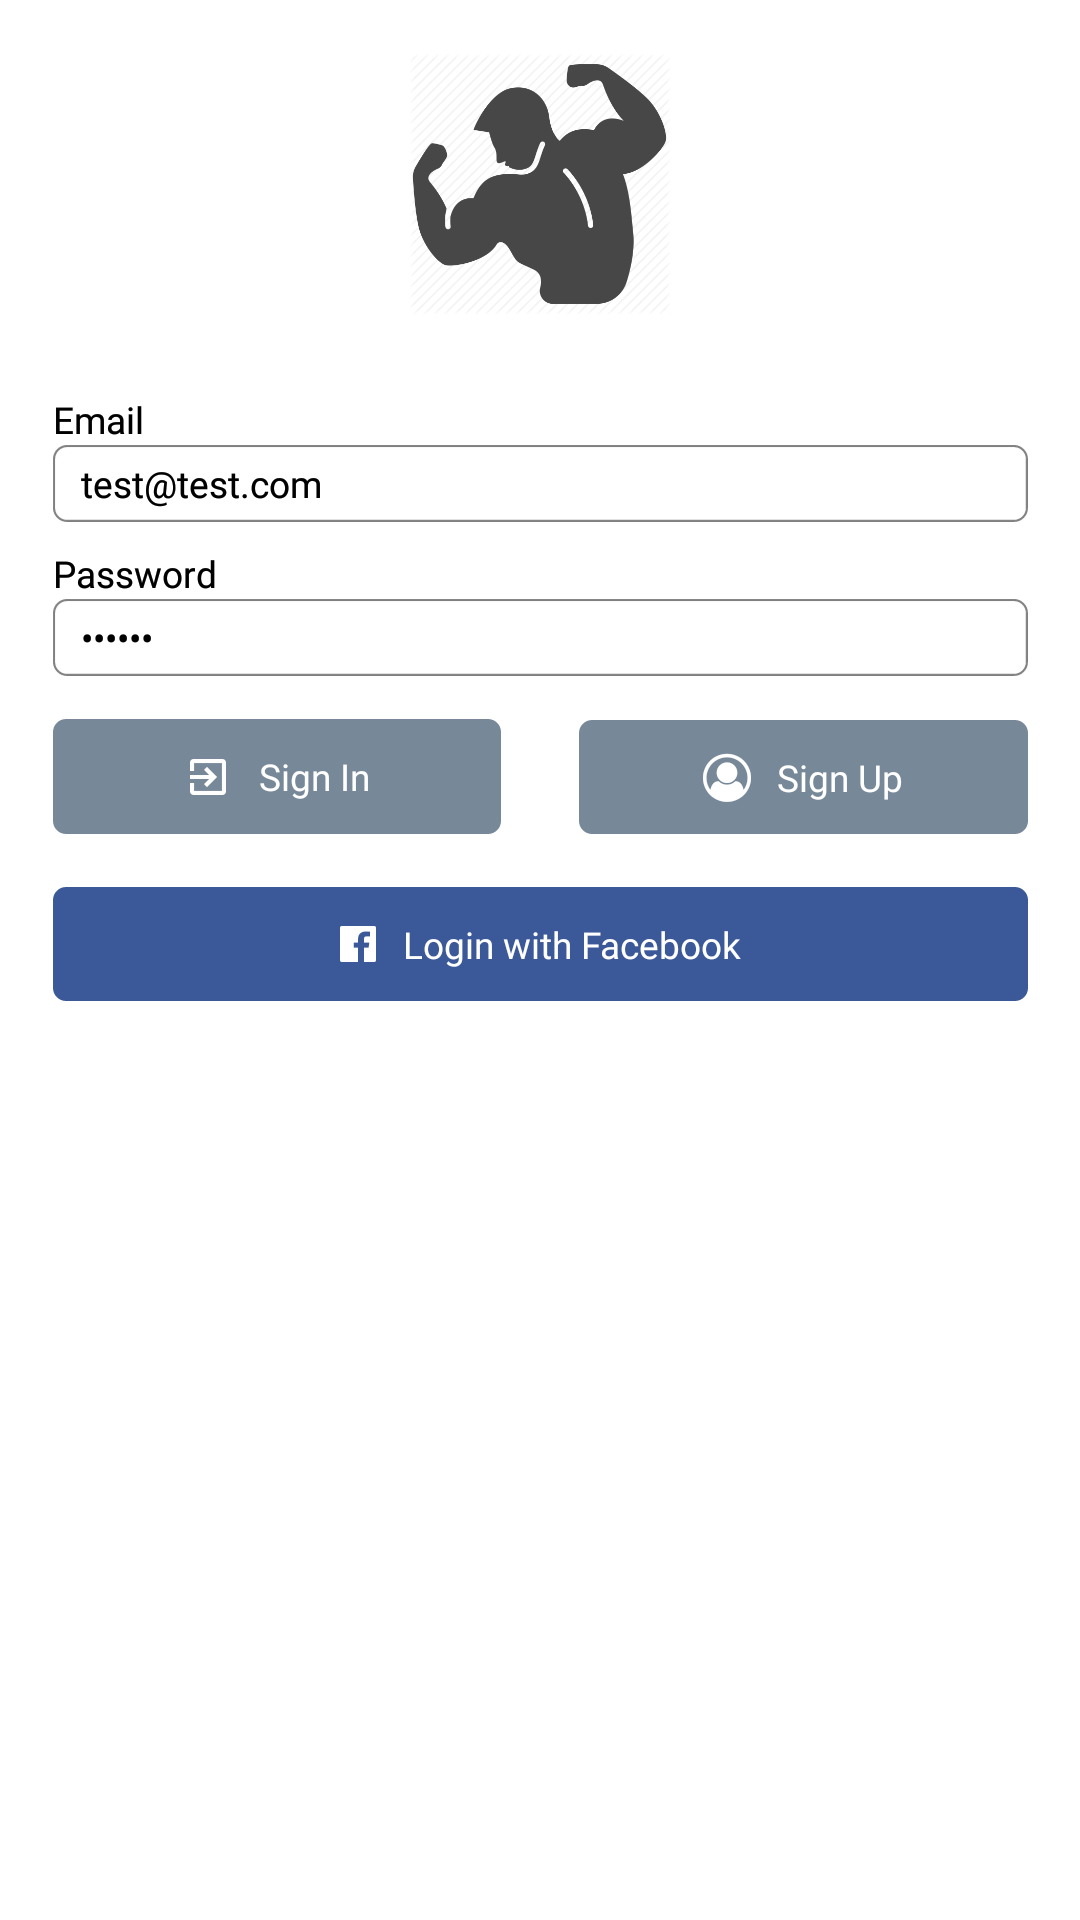 Email
test@test.com
Password
••••••
Sign In
Sign Up
Login with Facebook